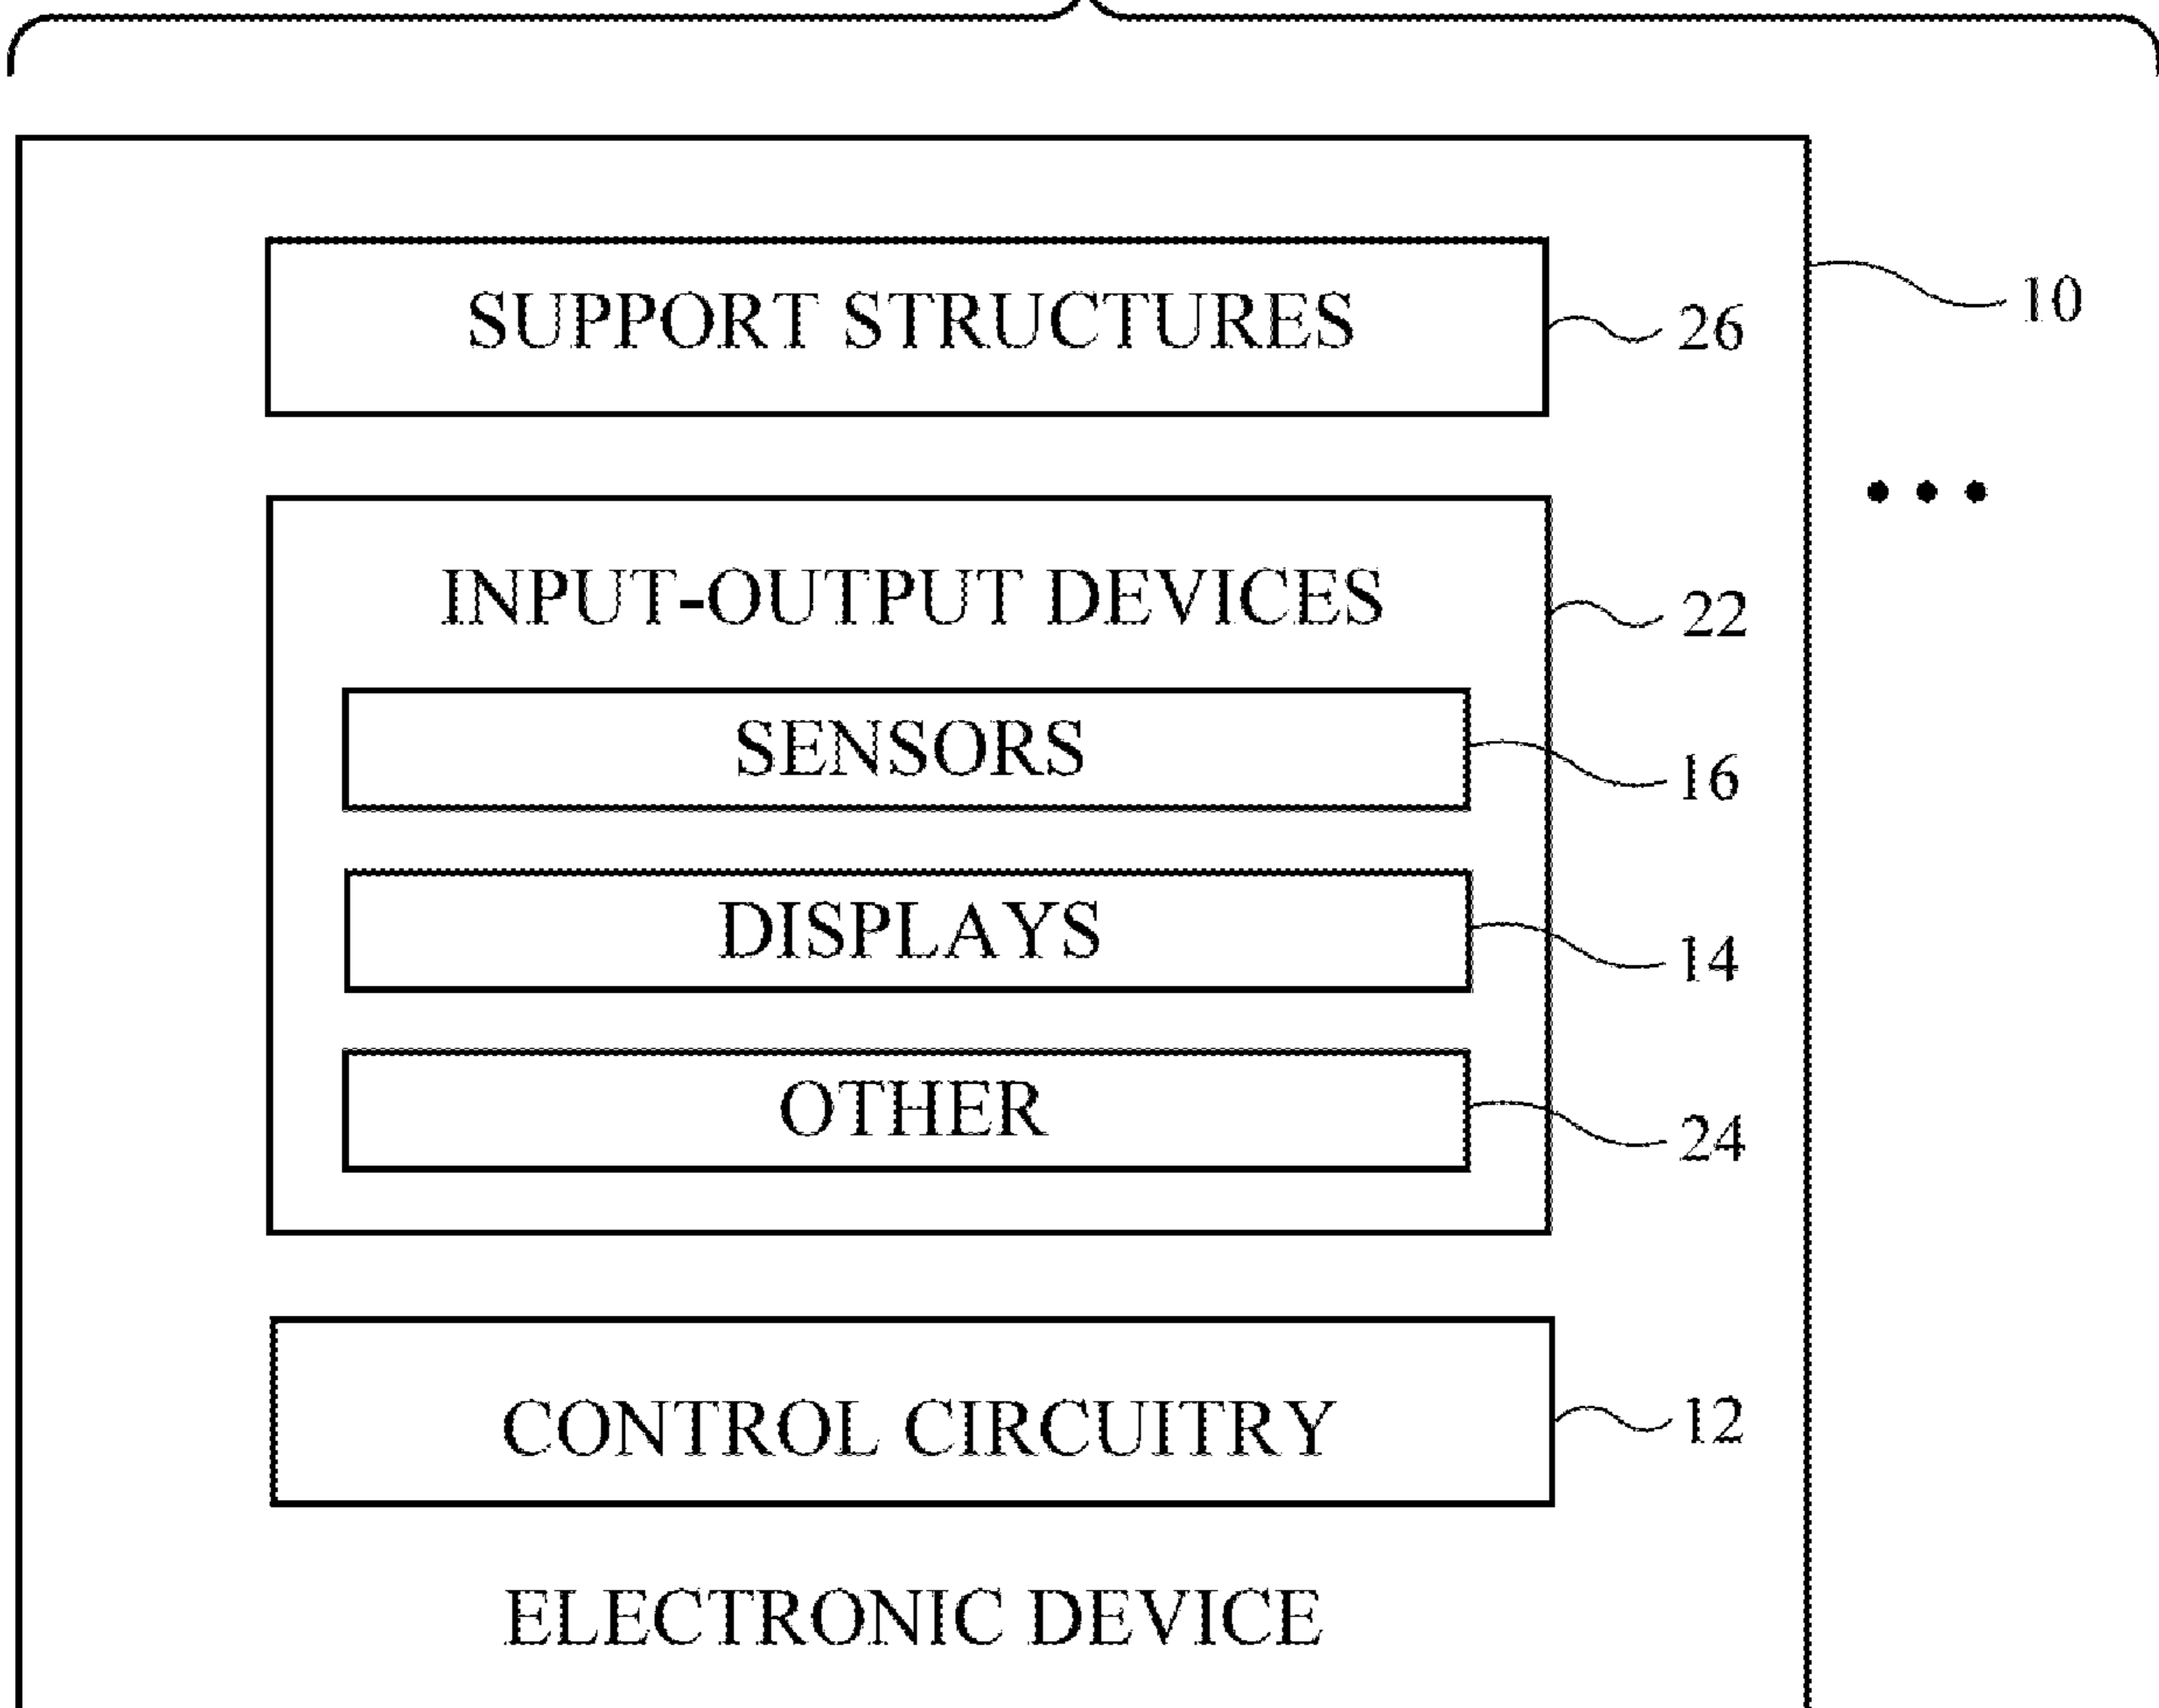 10
SUPPORT STRUCTURES
26
INPUT-OUTPUT DEVICES
22
SENSORS
16
DISPLAYS
14
OTHER
24
CONTROL CIRCUITRY
12
ELECTRONIC DEVICE